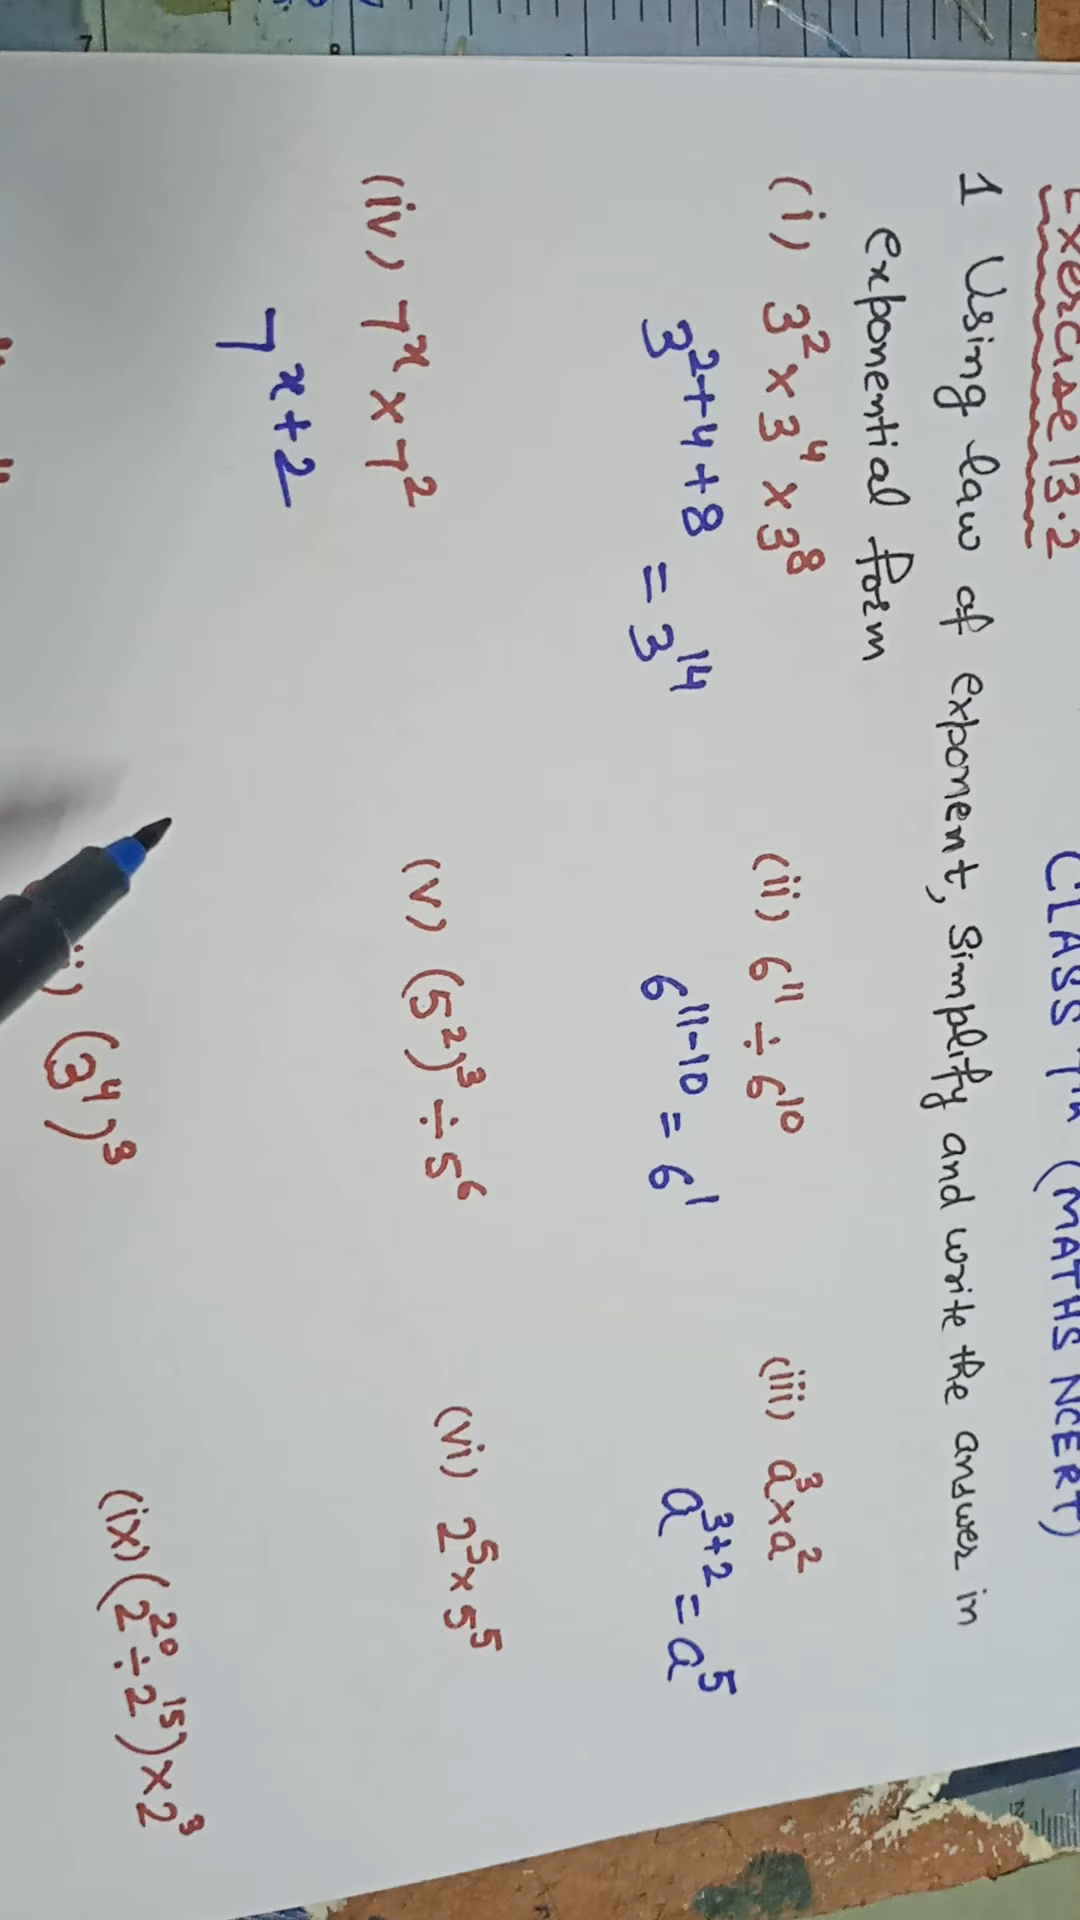 Exercise 13.2
CLASS 7th (MATHS NCERT)
1 Using law of exponent, Simplify and write the answer in
exponential form
(i) 3² × 3⁴ × 3⁸
(ii) 6¹¹ ÷ 6¹⁰
(iii) a³×a²
3²⁺⁴⁺⁸ = 3¹⁴
6¹¹⁻¹⁰ = 6¹
a³⁺² = a⁵
(iv) 7ˣ × 7²
(v) (5²)³ ÷ 5⁶
(vi) 2⁵×5⁵
7ˣ⁺²
(3⁴)³
(ix) (2²⁰÷2¹⁵)×2³